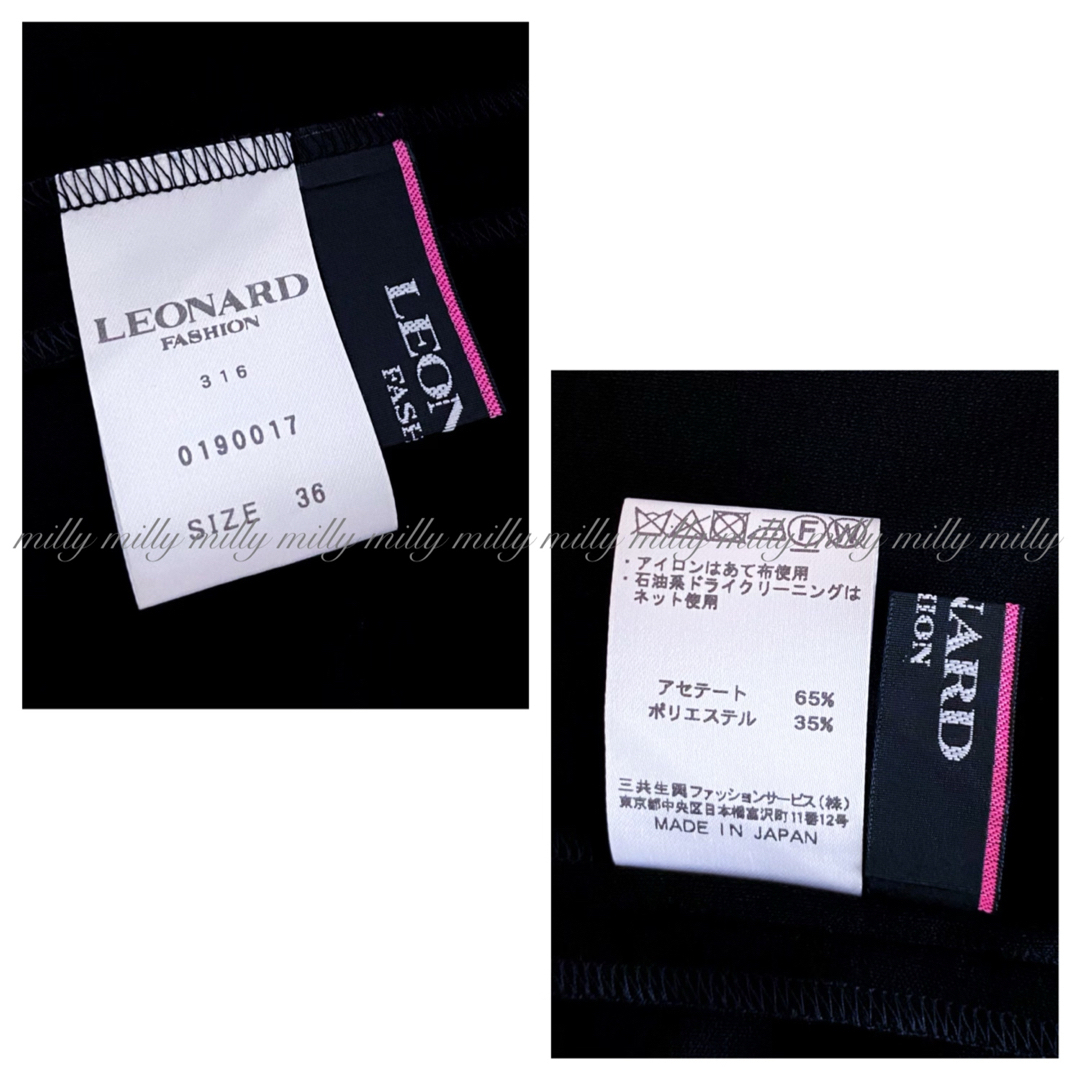 LEONARD
FASHION
316
0190017
SIZE 36
LEON
FASH
milly milly milly milly milly milly milly milly milly milly milly milly
F W
・アイロンはあて布使用
・石油系ドライクリーニングは
ネット使用
アセテート 65%
ポリエステル 35%
三共生興ファッションサービス(株)
東京都中央区日本橋富沢町11番12号
MADE IN JAPAN
NARD
HION